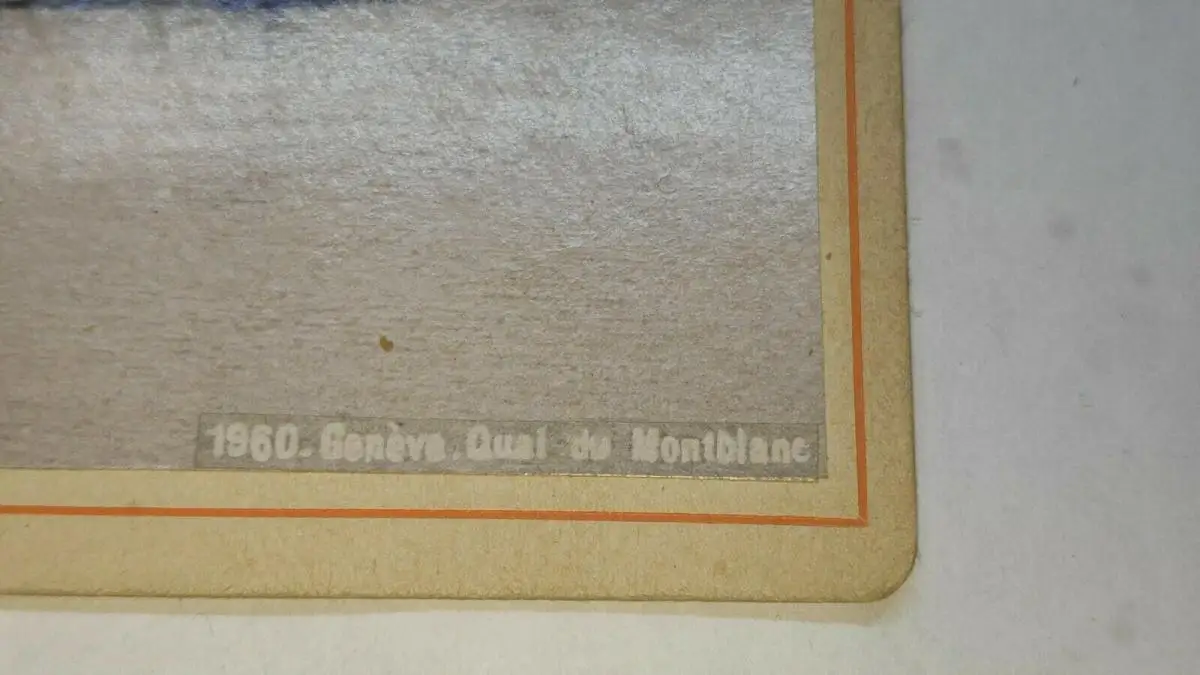 1960. Genève. Quai du Montblanc